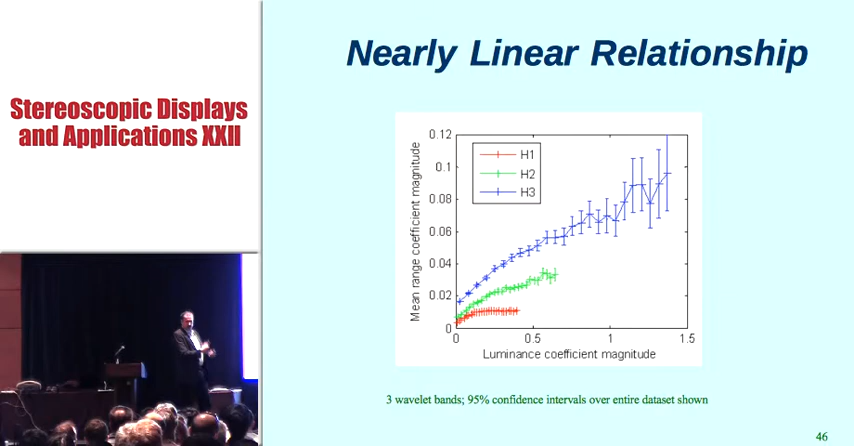 Nearly Linear Relationship
Stereoscopic Displays
and Applications XXII
0.12
0.1
0.08
0.06
0.04
0.02
0
H1
H2
H3
Mean range coefficient magnitude
0
0.5
1
1.5
Luminance coefficient magnitude
3 wavelet bands; 95% confidence intervals over entire dataset shown
46